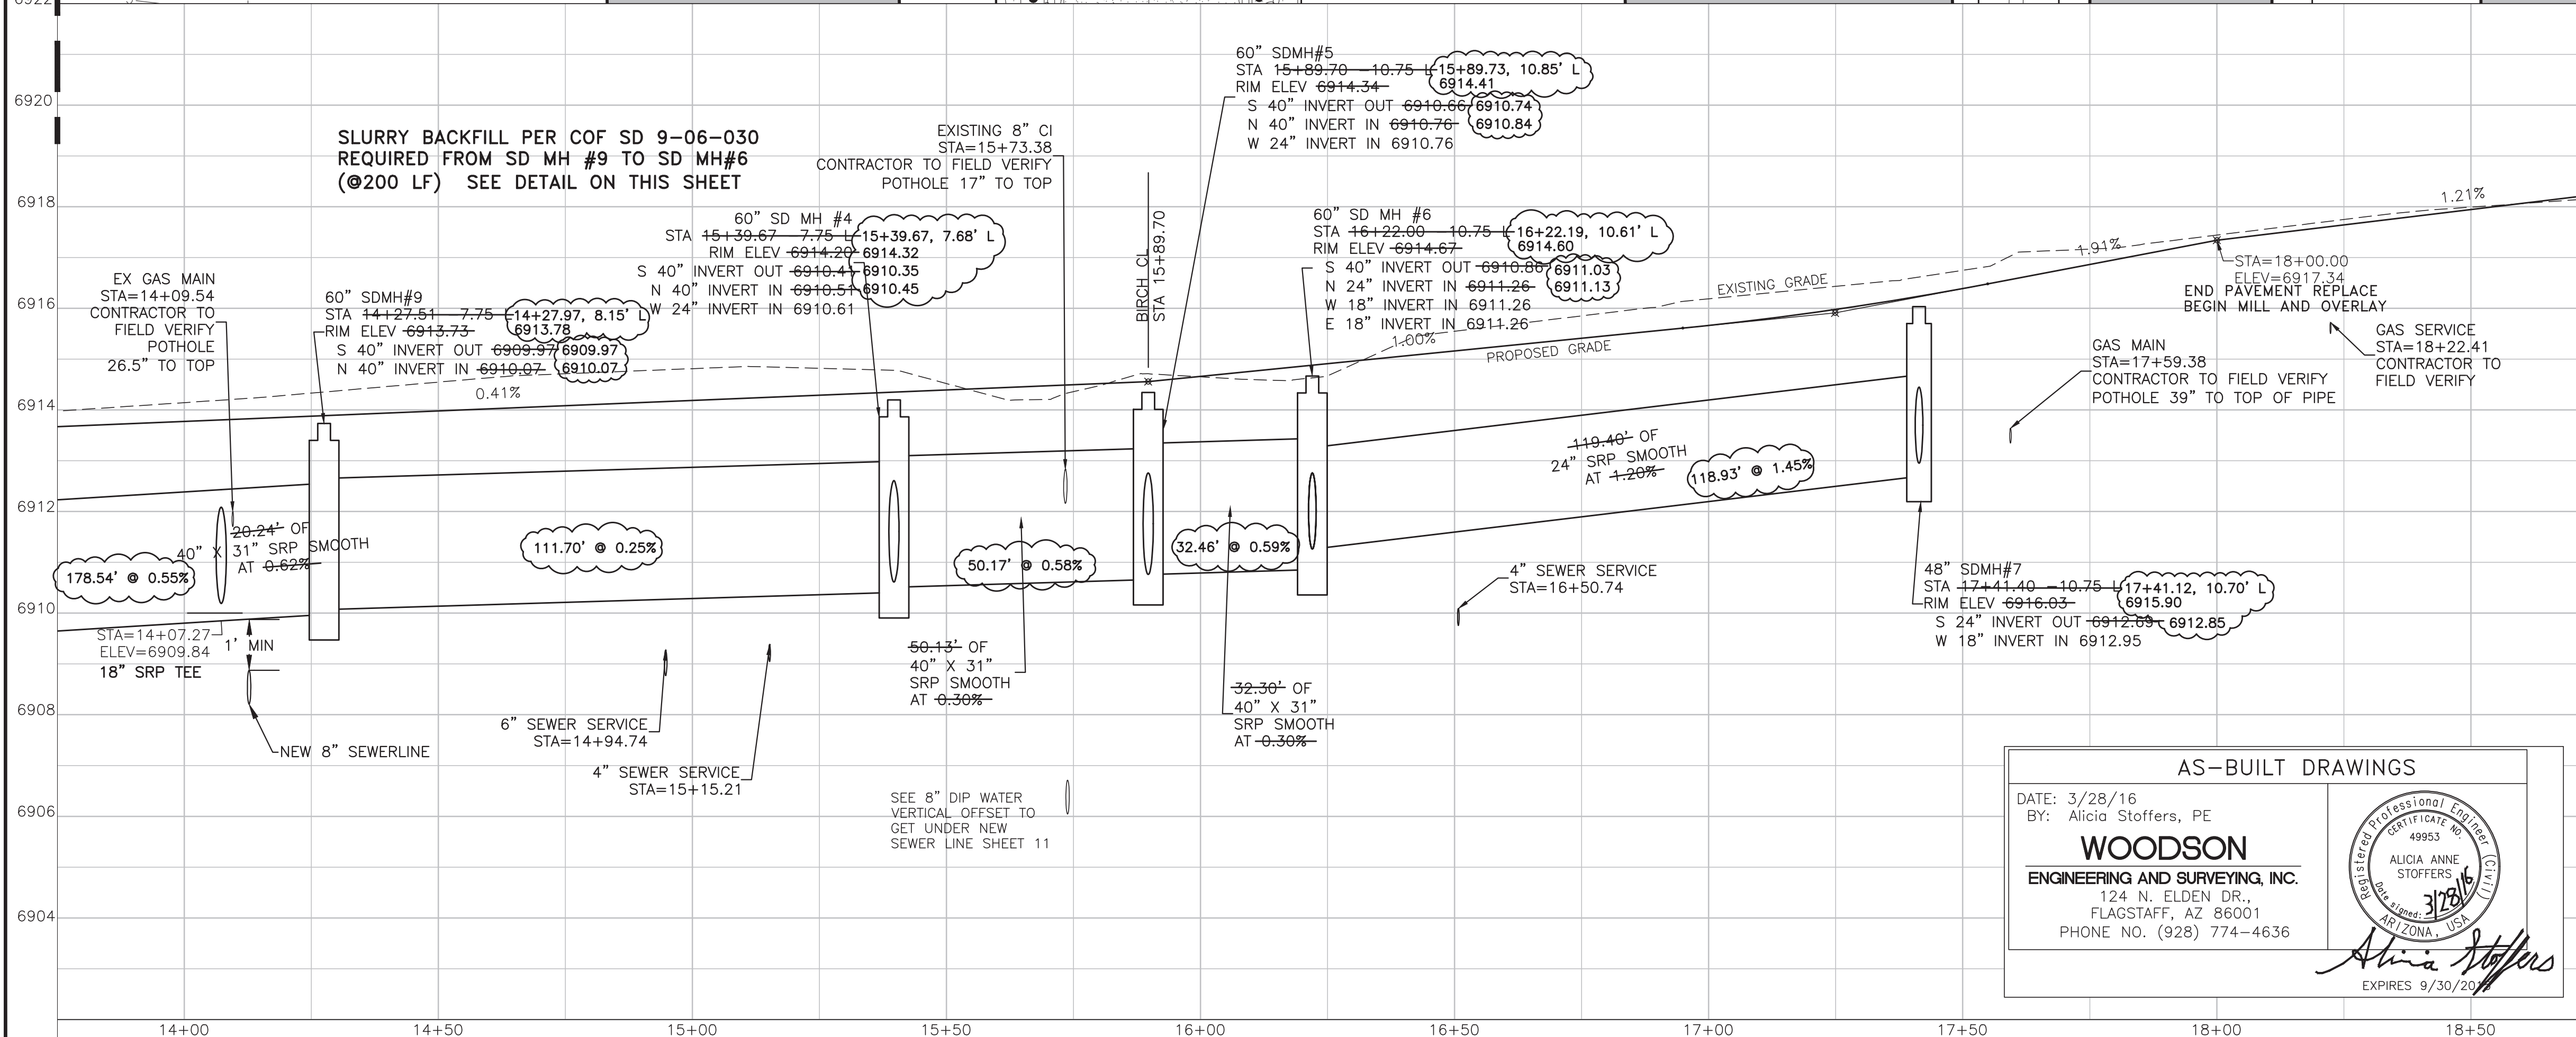 6922
6920
6918
6916
6914
6912
6910
6908
6906
6904
SLURRY BACKFILL PER COF SD 9-06-030
REQUIRED FROM SD MH #9 TO SD MH#6
(@200 LF) SEE DETAIL ON THIS SHEET
EX GAS MAIN
STA=14+09.54
CONTRACTOR TO
FIELD VERIFY
POTHOLE
26.5" TO TOP
60" SDMH#9
STA 14+27.51 -7.75 L 14+27.97, 8.15' L
RIM ELEV 6913.73 6913.78
S 40" INVERT OUT 6909.97 6909.97
N 40" INVERT IN 6910.07 6910.07
0.41%
60" SD MH #4
STA 15+39.67 -7.75 L 15+39.67, 7.68' L
RIM ELEV 6914.20 6914.32
S 40" INVERT OUT 6910.41 6910.35
N 40" INVERT IN 6910.51 6910.45
W 24" INVERT IN 6910.61
EXISTING 8" CI
STA=15+73.38
CONTRACTOR TO FIELD VERIFY
POTHOLE 17" TO TOP
60" SDMH#5
STA 15+89.70 -10.75 L 15+89.73, 10.85' L
RIM ELEV 6914.34 6914.41
S 40" INVERT OUT 6910.66 6910.74
N 40" INVERT IN 6910.76 6910.84
W 24" INVERT IN 6910.76
BIRCH CL
STA 15+89.70
60" SD MH #6
STA 16+22.00 -10.75 L 16+22.19, 10.61' L
RIM ELEV 6914.67 6914.60
S 40" INVERT OUT 6910.86 6911.03
N 24" INVERT IN 6911.26 6911.13
W 18" INVERT IN 6911.26
E 18" INVERT IN 6911.26
1.00%
EXISTING GRADE
PROPOSED GRADE
1.91%
1.21%
STA=18+00.00
ELEV=6917.34
END PAVEMENT REPLACE
BEGIN MILL AND OVERLAY
GAS SERVICE
STA=18+22.41
CONTRACTOR TO
FIELD VERIFY
GAS MAIN
STA=17+59.38
CONTRACTOR TO FIELD VERIFY
POTHOLE 39" TO TOP OF PIPE
119.40' OF
24" SRP SMOOTH
AT 1.20%
118.93' @ 1.45%
20.24' OF
40" X 31" SRP SMOOTH
AT 0.62%
178.54' @ 0.55%
111.70' @ 0.25%
50.17' @ 0.58%
32.46' @ 0.59%
STA=14+07.27
ELEV=6909.84
18" SRP TEE
1' MIN
NEW 8" SEWERLINE
6" SEWER SERVICE
STA=14+94.74
4" SEWER SERVICE
STA=15+15.21
50.13' OF
40" X 31"
SRP SMOOTH
AT 0.30%
32.30' OF
40" X 31"
SRP SMOOTH
AT 0.30%
4" SEWER SERVICE
STA=16+50.74
48" SDMH#7
STA 17+41.40 -10.75 L 17+41.12, 10.70' L
RIM ELEV 6916.03 6915.90
S 24" INVERT OUT 6912.69 6912.85
W 18" INVERT IN 6912.95
SEE 8" DIP WATER
VERTICAL OFFSET TO
GET UNDER NEW
SEWER LINE SHEET 11
AS-BUILT DRAWINGS
DATE: 3/28/16
BY: Alicia Stoffers, PE
WOODSON
ENGINEERING AND SURVEYING, INC.
124 N. ELDEN DR.,
FLAGSTAFF, AZ 86001
PHONE NO. (928) 774-4636
Registered Professional Engineer (Civil)
CERTIFICATE NO.
49953
ALICIA ANNE
STOFFERS
Date signed: 3/28/16
ARIZONA, USA
Alicia Stoffers
EXPIRES 9/30/201
14+00
14+50
15+00
15+50
16+00
16+50
17+00
17+50
18+00
18+50